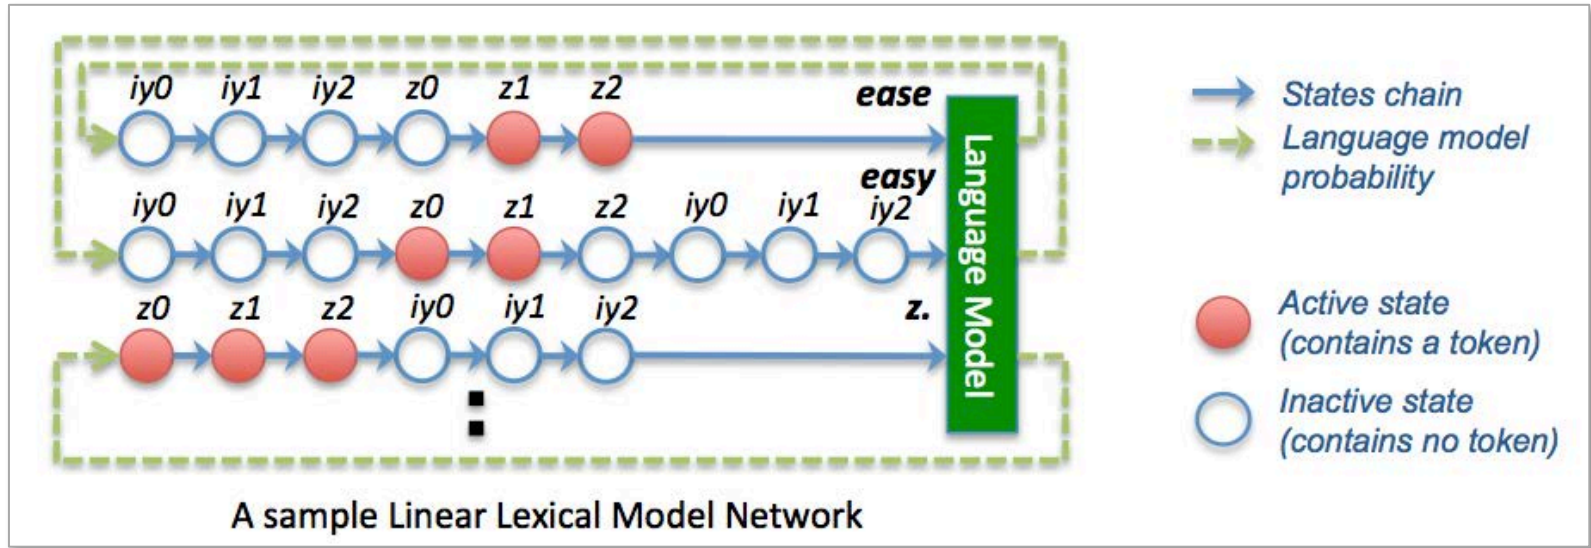 iy0 iy1 iy2 z0 z1 z2 ease
iy0 iy1 iy2 z0 z1 z2 iy0 iy1 iy2 easy
z0 z1 z2 iy0 iy1 iy2 z.
Language Model
States chain
Language model
probability
Active state
(contains a token)
Inactive state
(contains no token)
A sample Linear Lexical Model Network